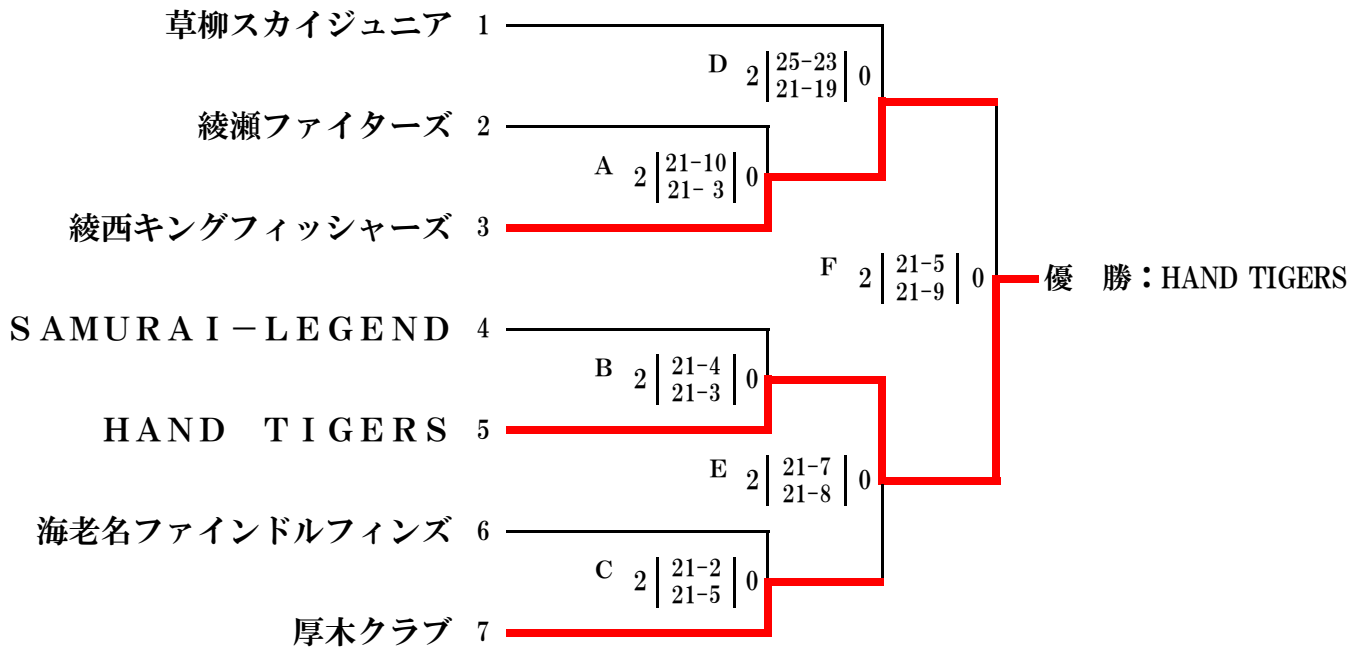 草柳スカイジュニア 1
D 2 25-23 0
21-19
綾瀬ファイターズ 2
A 2 21-10 0
21- 3
綾西キングフィッシャーズ 3
F 2 21-5 0
21-9
優　勝：HAND TIGERS
ＳＡＭＵＲＡＩ－ＬＥＧＥＮＤ 4
B 2 21-4 0
21-3
ＨＡＮＤ　ＴＩＧＥＲＳ 5
E 2 21-7 0
21-8
海老名ファインドルフィンズ 6
C 2 21-2 0
21-5
厚木クラブ 7